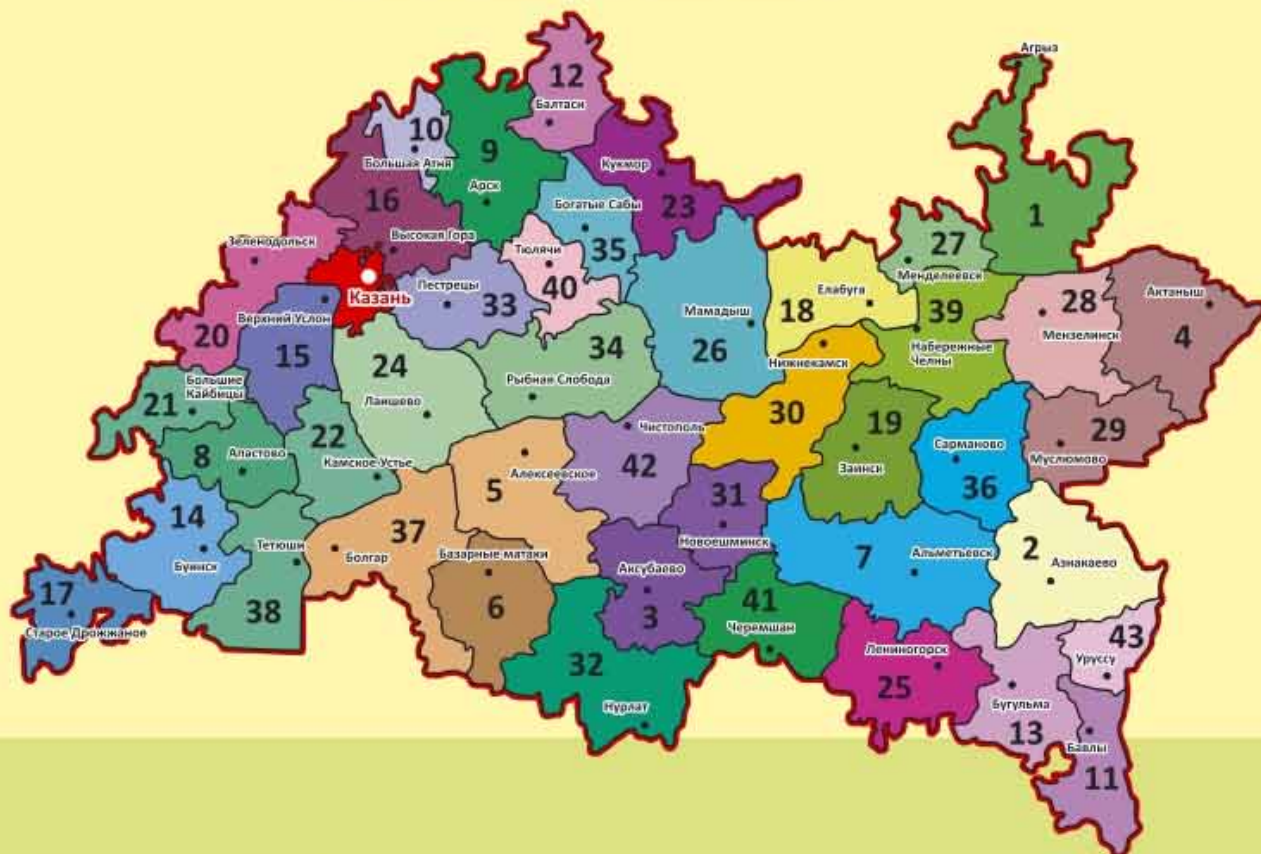 Агрыз
12
Балтаси
10
Большая Атня
9
Арск
Кукмор
23
16
Богатые Сабы
35
1
Зеленодольск
Высокая Гора
Тюлячи
40
27
Менделеевск
Казань
Пестрецы
33
Мамадыш
26
18
Елабуга
39
Набережные
Челны
28
Мензелинск
Актаныш
4
20
Верхний Услон
15
24
Лаишево
34
Рыбная Слобода
Нижнекамск
30
Большие
Кайбицы
21
22
Камское Устье
8
Апастово
Чистополь
42
19
Заинск
Сарманово
36
29
Муслюмово
5
Алексеевское
31
Новошешминск
14
Буинск
Тетюши
38
37
Болгар
Базарные матаки
6
Аксубаево
3
7
Альметьевск
2
Азнакаево
17
Старое Дрожжаное
41
Черемшан
32
Нурлат
Лениногорск
25
43
Уруссу
Бугульма
13
Бавлы
11